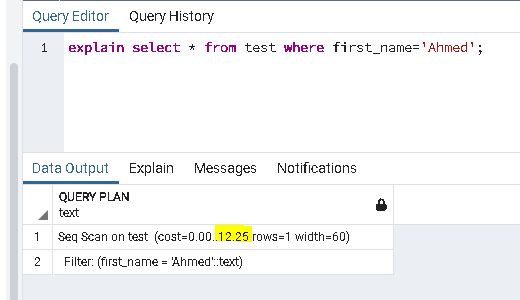 Query Editor Query History
1 explain select * from test where first_name='Ahmed';
Data Output Explain Messages Notifications
QUERY PLAN
text
1 Seq Scan on test (cost=0.00..12.25 rows=1 width=60)
2 Filter: (first_name = 'Ahmed'::text)